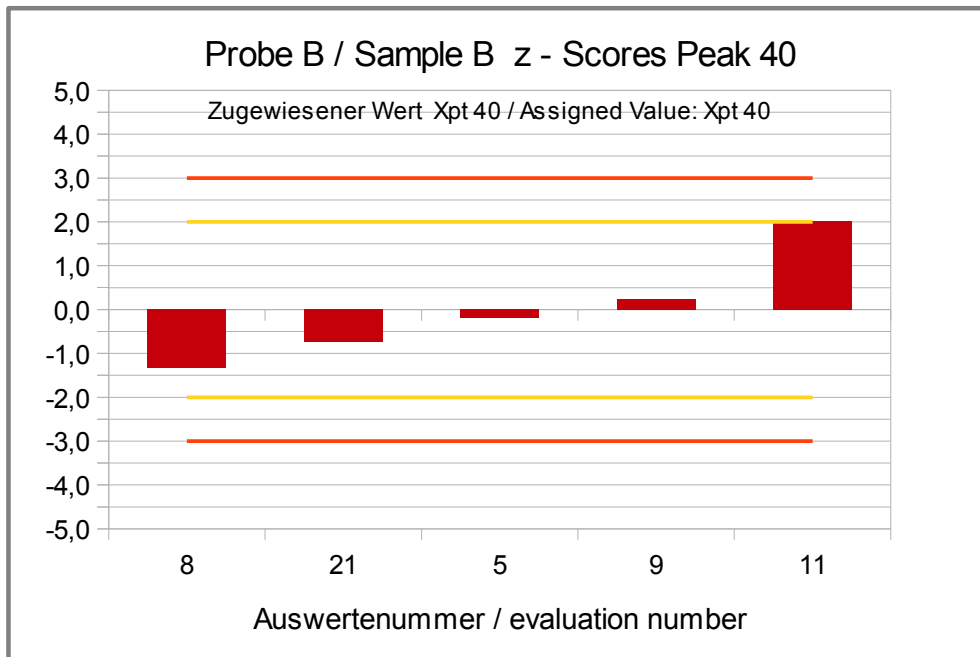 Probe B / Sample B z - Scores Peak 40
Zugewiesener Wert Xpt 40 / Assigned Value: Xpt 40
5,0
4,0
3,0
2,0
1,0
0,0
-1,0
-2,0
-3,0
-4,0
-5,0
8 21 5 9 11
Auswertenummer / evaluation number